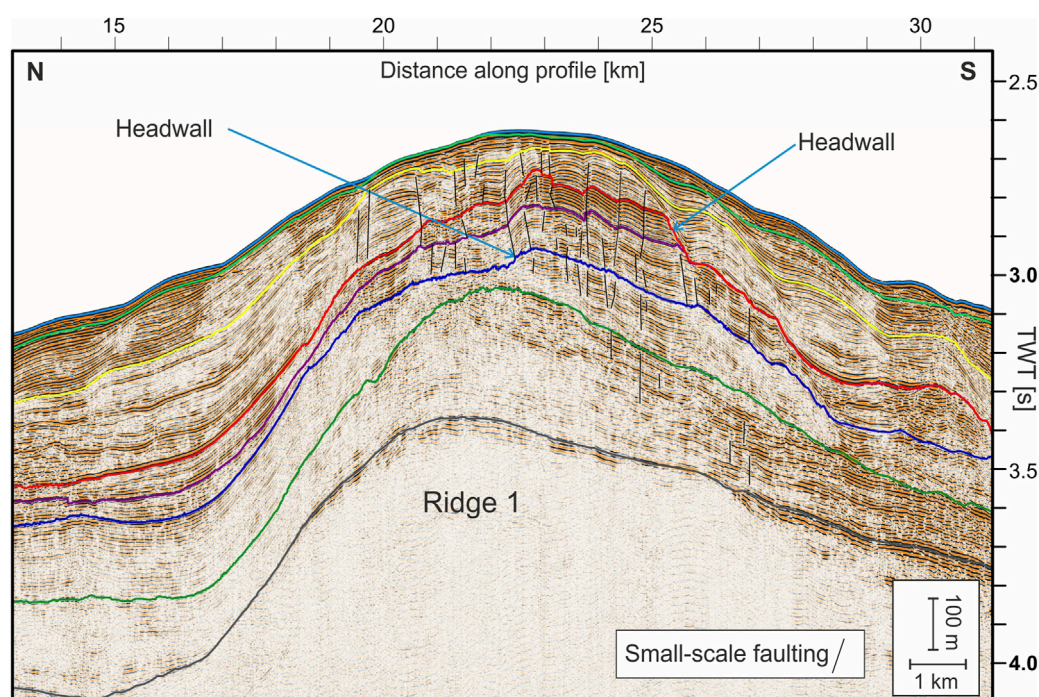 15 20 25 30
N Distance along profile [km] S
2.5
Headwall
Headwall
3.0
TWT [s]
3.5
Ridge 1
100 m
Small-scale faulting
4.0
1 km